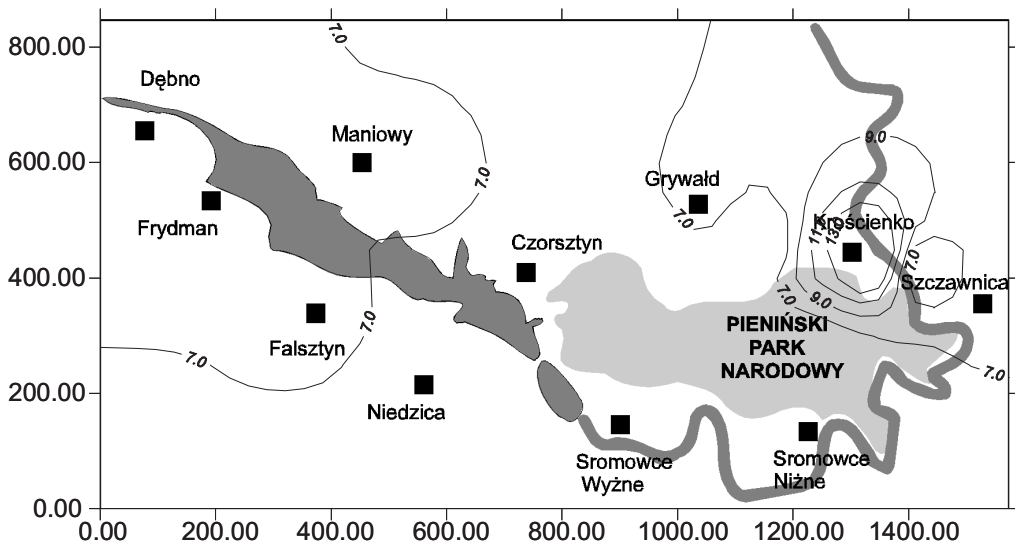 7.0
800.00
Dębno
Maniowy
9.0
600.00
7.0
Grywałd
7.0
Frydman
Krościenko
11.
13.
Czorsztyn
7.0
400.00
Szczawnica
7.0
9.0
7.0
PIENIŃSKI
PARK
NARODOWY
Falsztyn
7.0
7.0
200.00
Niedzica
Sromowce
Wyżne
Sromowce
Niżne
0.00
0.00
200.00
400.00
600.00
800.00
1000.00
1200.00
1400.00